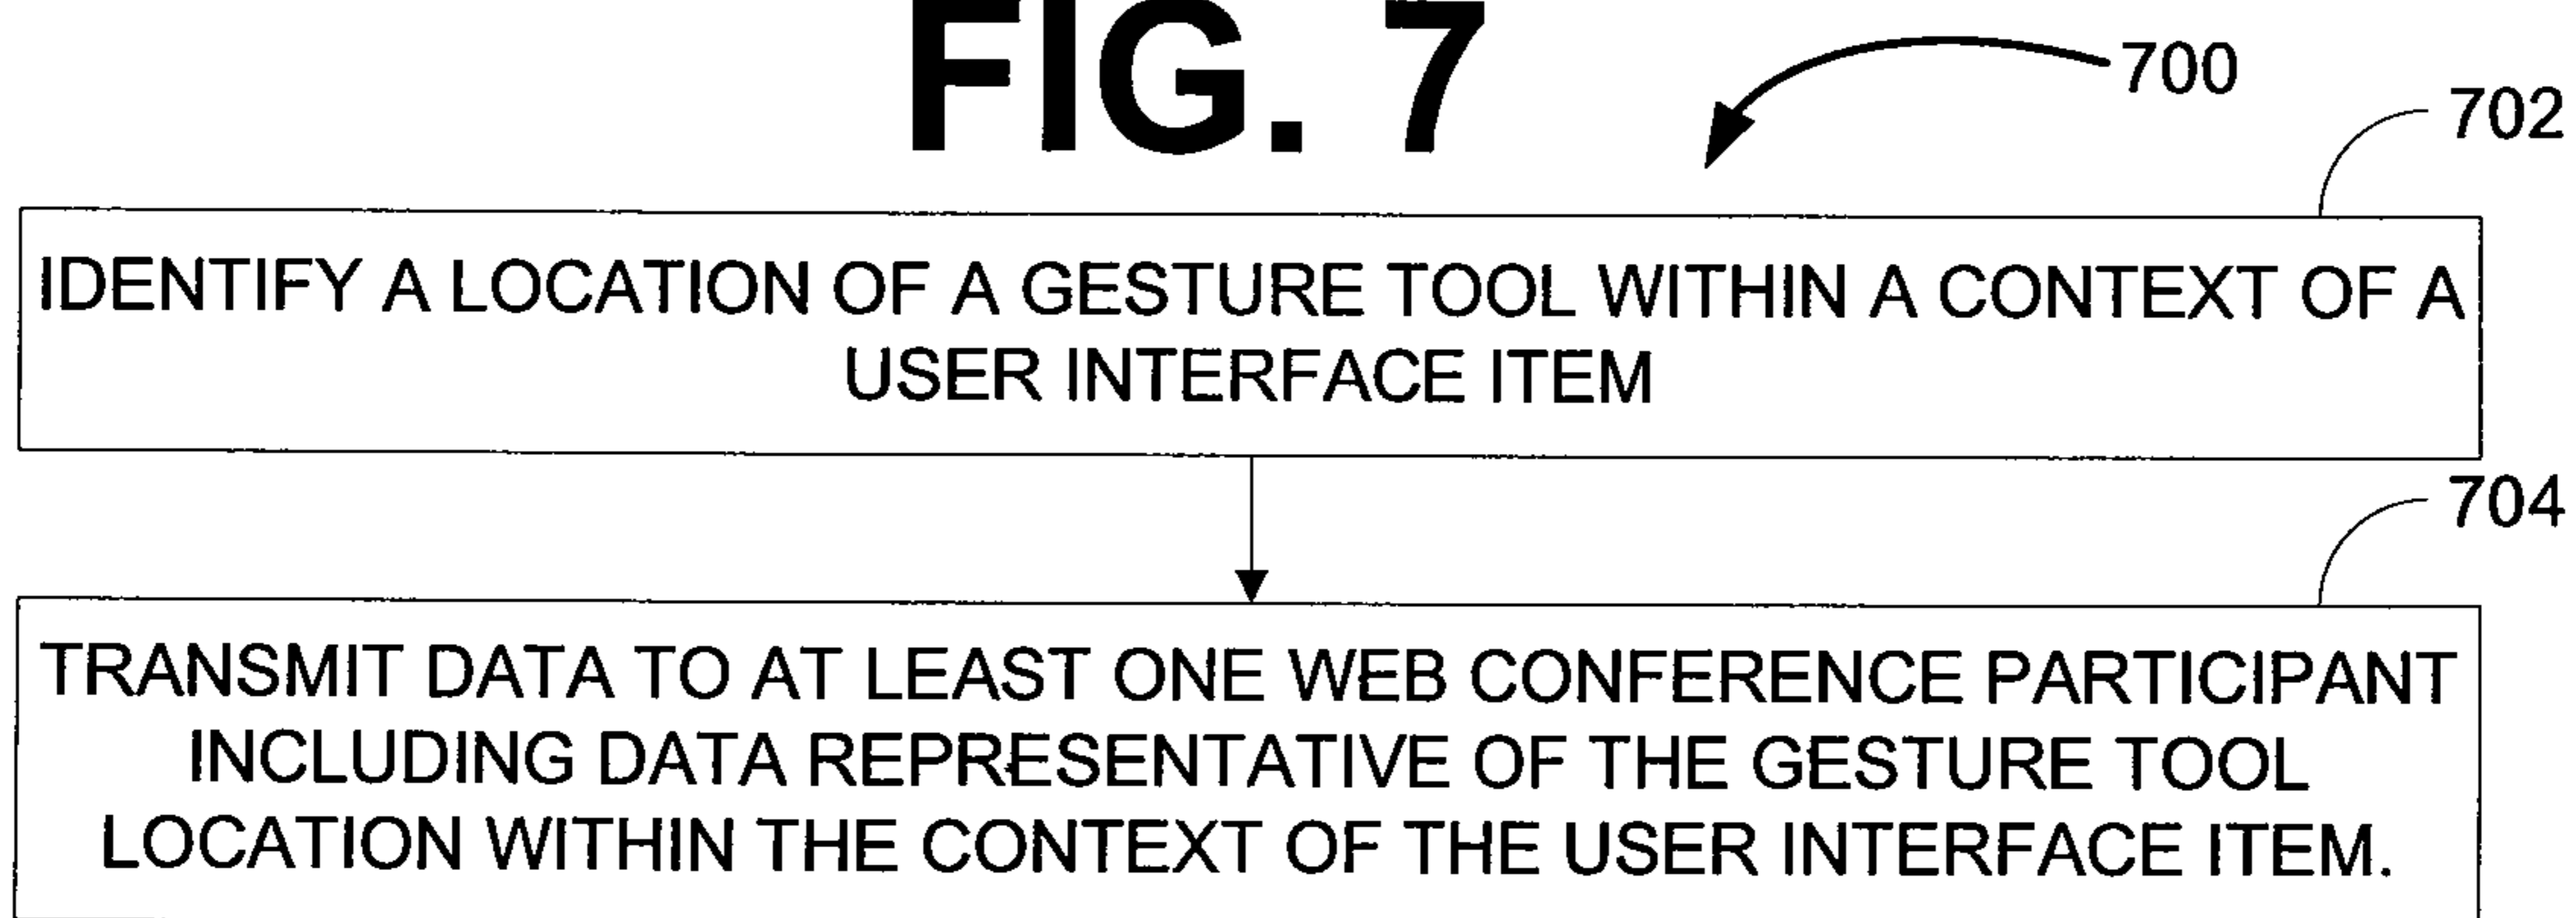 FIG. 7
700
702
IDENTIFY A LOCATION OF A GESTURE TOOL WITHIN A CONTEXT OF A
USER INTERFACE ITEM
704
TRANSMIT DATA TO AT LEAST ONE WEB CONFERENCE PARTICIPANT
INCLUDING DATA REPRESENTATIVE OF THE GESTURE TOOL
LOCATION WITHIN THE CONTEXT OF THE USER INTERFACE ITEM.